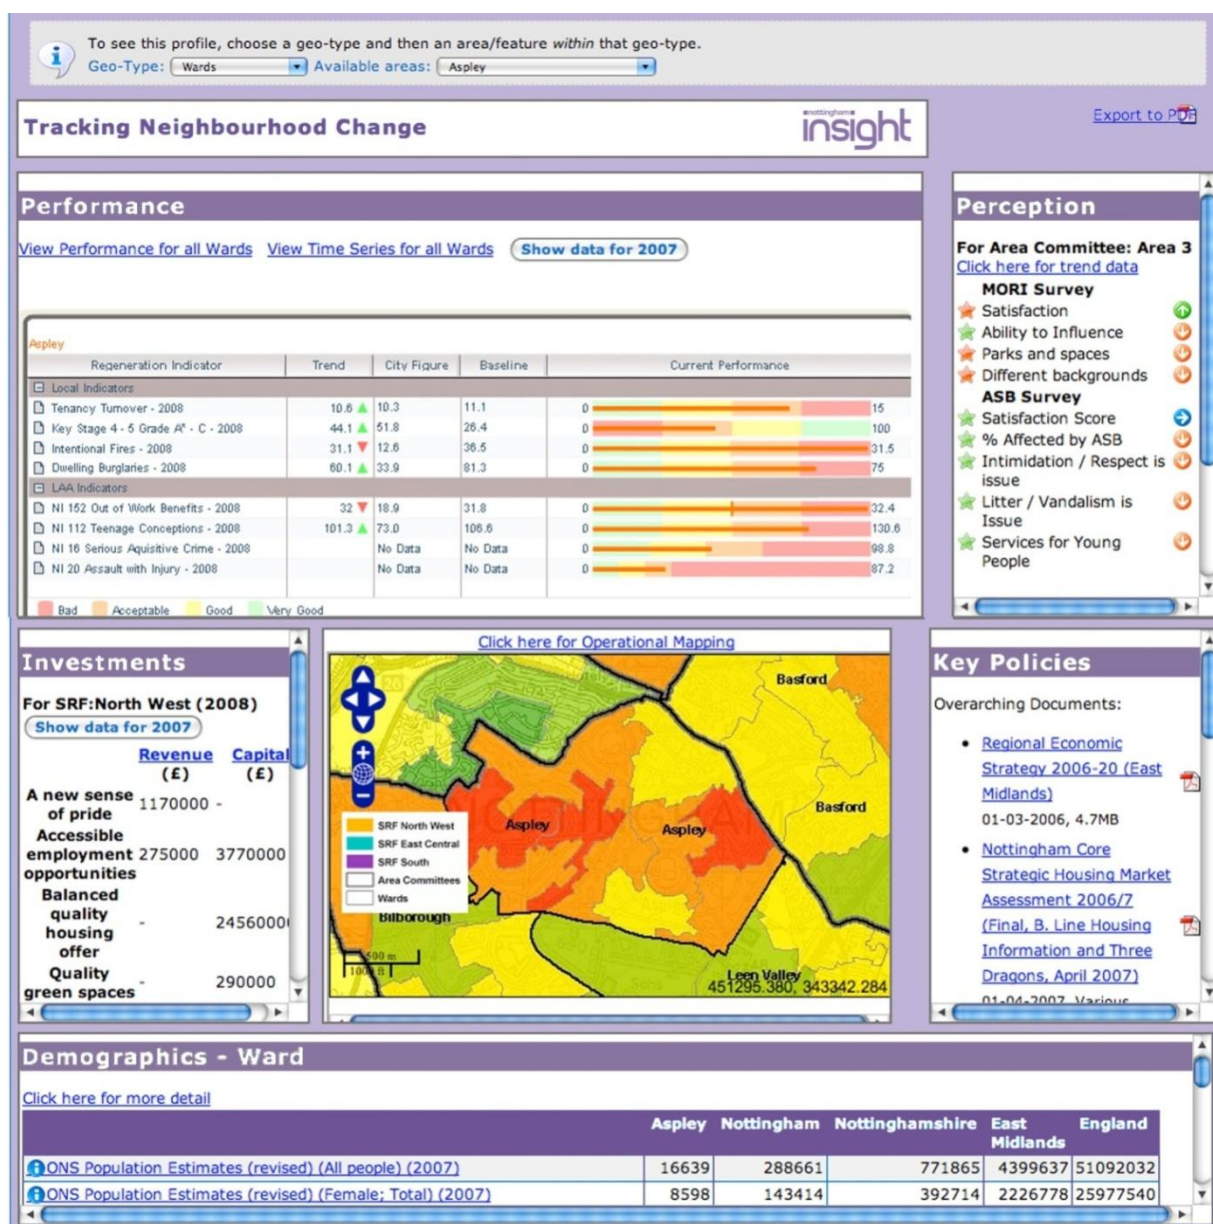 To see this profile, choose a geo-type and then an area/feature within that geo-type.
Geo-Type: Wards Available areas: Aspley
Tracking Neighbourhood Change
nottingham
insight
Export to PDF
Performance
View Performance for all Wards View Time Series for all Wards Show data for 2007
Aspley
Regeneration Indicator Trend City Figure Baseline Current Performance
Local Indicators
Tenancy Turnover - 2008 10.6 10.3 11.1 0 15
Key Stage 4 - 5 Grade A* - C - 2008 44.1 51.8 26.4 0 100
Intentional Fires - 2008 31.1 12.6 36.5 0 31.5
Dwelling Burglaries - 2008 60.1 33.9 81.3 0 75
LAA Indicators
NI 152 Out of Work Benefits - 2008 32 18.9 31.8 0 32.4
NI 112 Teenage Conceptions - 2008 101.3 73.0 106.6 0 130.6
NI 16 Serious Aquisitive Crime - 2008 No Data No Data 0 98.8
NI 20 Assault with Injury - 2008 No Data No Data 0 87.2
Bad Acceptable Good Very Good
Perception
For Area Committee: Area 3
Click here for trend data
MORI Survey
Satisfaction
Ability to Influence
Parks and spaces
Different backgrounds
ASB Survey
Satisfaction Score
% Affected by ASB
Intimidation / Respect is
issue
Litter / Vandalism is
Issue
Services for Young
People
Investments
For SRF:North West (2008)
Show data for 2007
Revenue Capital
(£) (£)
A new sense
of pride 1170000 -
Accessible
employment 275000 3770000
opportunities
Balanced
quality
housing - 2456000
offer
Quality
green spaces - 290000
Click here for Operational Mapping
Basford
Basford
Aspley
Aspley
NOTTINGHAM
SRF North West
SRF East Central
SRF South
Area Committees
Wards
Bilborough
500 m
1000 ft
Leen Valley
451295.380, 343342.284
Key Policies
Overarching Documents:
• Regional Economic
Strategy 2006-20 (East
Midlands)
01-03-2006, 4.7MB
• Nottingham Core
Strategic Housing Market
Assessment 2006/7
(Final, B. Line Housing
Information and Three
Dragons, April 2007)
01-04-2007, Various
Demographics - Ward
Click here for more detail
Aspley Nottingham Nottinghamshire East England
Midlands
ONS Population Estimates (revised) (All people) (2007) 16639 288661 771865 4399637 51092032
ONS Population Estimates (revised) (Female; Total) (2007) 8598 143414 392714 2226778 25977540